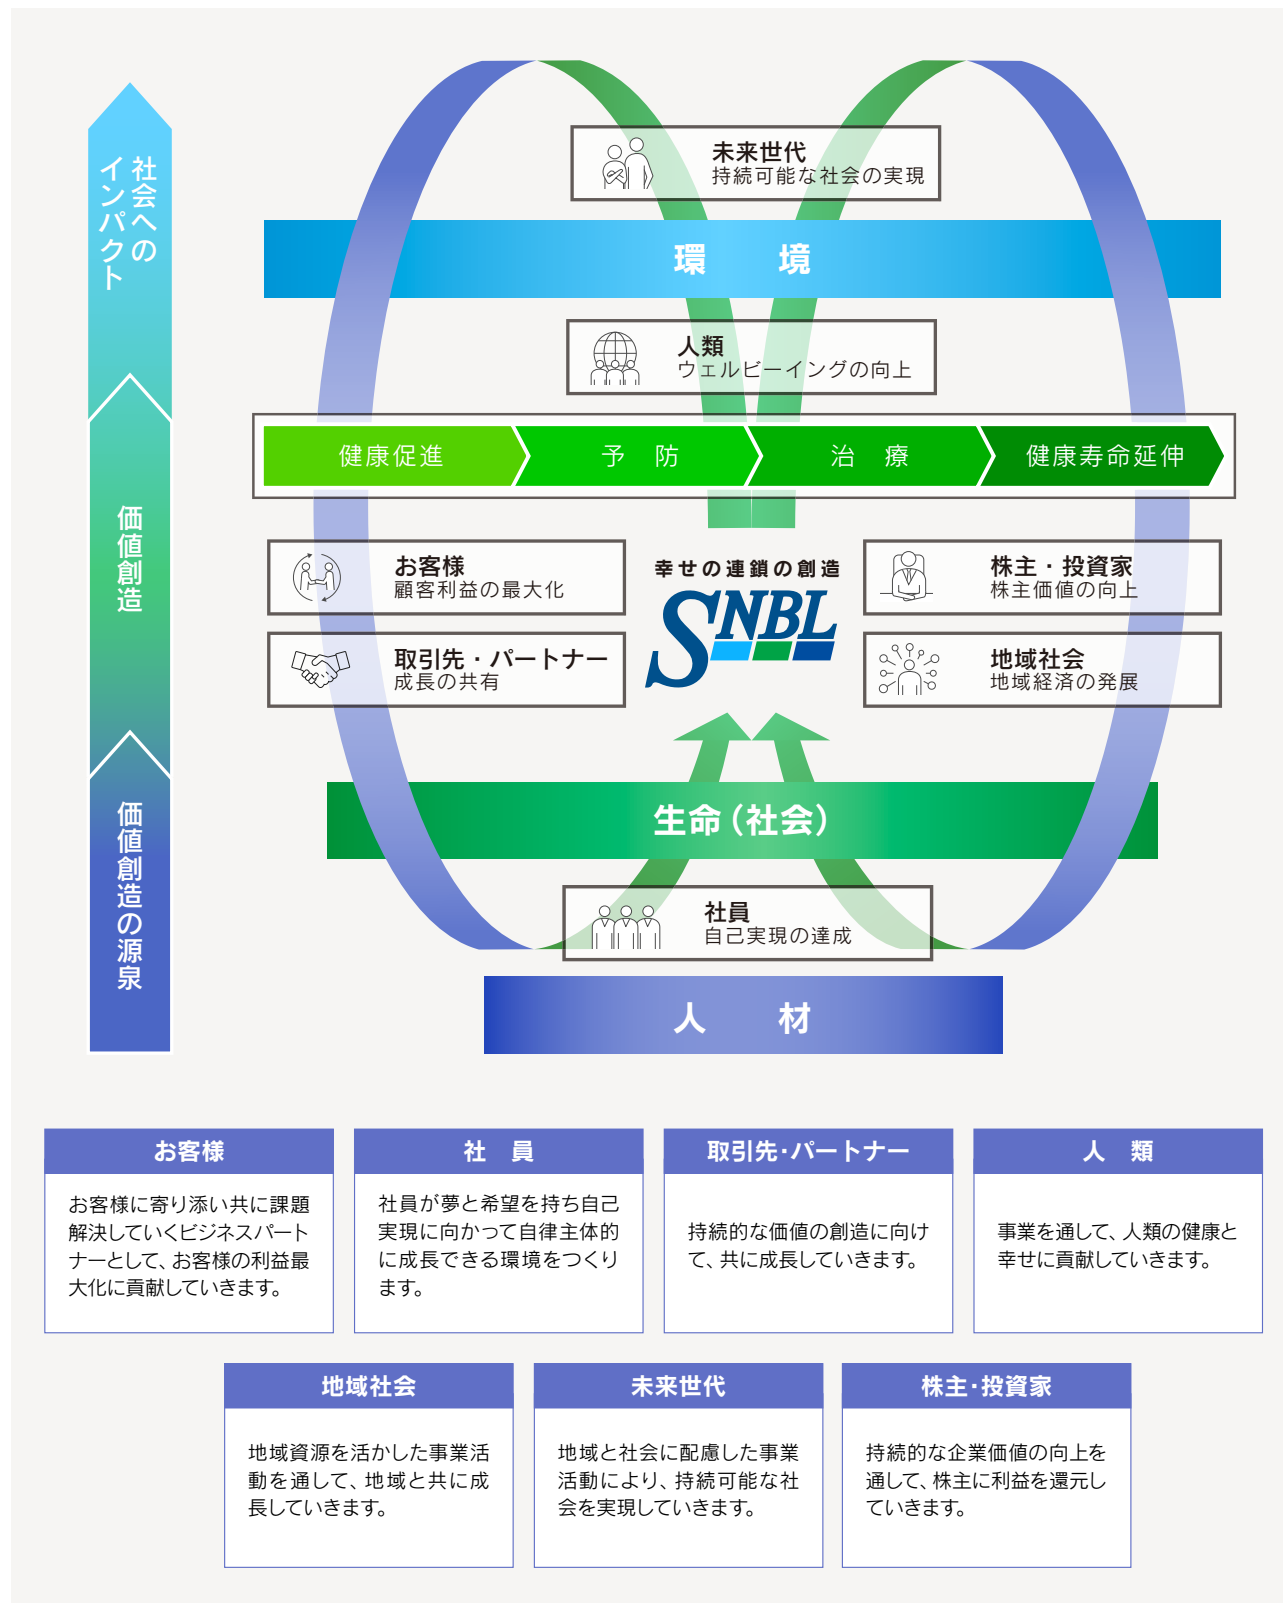 社会への
インパクト
価値創造
価値創造の源泉
未来世代
持続可能な社会の実現
環　境
人類
ウェルビーイングの向上
健康促進
予　防
治　療
健康寿命延伸
お客様
顧客利益の最大化
取引先・パートナー
成長の共有
幸せの連鎖の創造
SNBL
株主・投資家
株主価値の向上
地域社会
地域経済の発展
生命（社会）
社員
自己実現の達成
人　材
お客様
お客様に寄り添い共に課題
解決していくビジネスパート
ナーとして、お客様の利益最
大化に貢献していきます。
社　員
社員が夢と希望を持ち自己
実現に向かって自律主体的
に成長できる環境をつくり
ます。
取引先・パートナー
持続的な価値の創造に向け
て、共に成長していきます。
人　類
事業を通して、人類の健康と
幸せに貢献していきます。
地域社会
地域資源を活かした事業活
動を通して、地域と共に成
長していきます。
未来世代
地域と社会に配慮した事業
活動により、持続可能な社
会を実現していきます。
株主・投資家
持続的な企業価値の向上を
通して、株主に利益を還元し
ていきます。